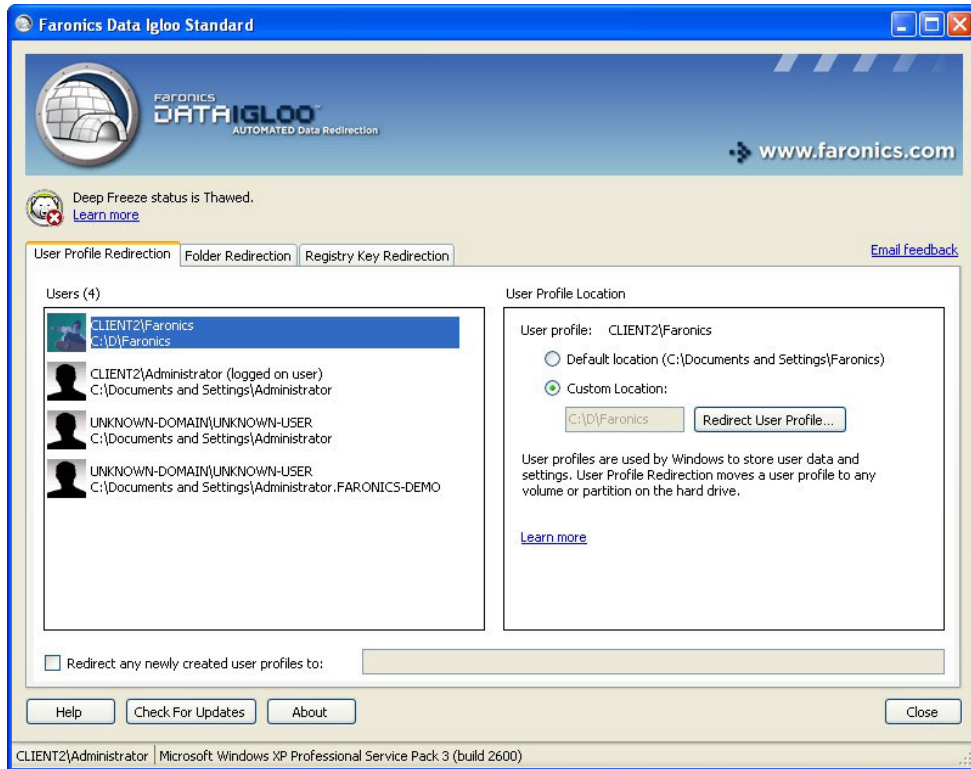 Faronics Data Igloo Standard
Faronics
DATAIGLOO™
AUTOMATED Data Redirection
www.faronics.com
Deep Freeze status is Thawed.
Learn more
User Profile Redirection
Folder Redirection
Registry Key Redirection
Email feedback
Users (4)
CLIENT2\Faronics
C:\D\Faronics
CLIENT2\Administrator (logged on user)
C:\Documents and Settings\Administrator
UNKNOWN-DOMAIN\UNKNOWN-USER
C:\Documents and Settings\Administrator
UNKNOWN-DOMAIN\UNKNOWN-USER
C:\Documents and Settings\Administrator.FARONICS-DEMO
User Profile Location
User profile: CLIENT2\Faronics
Default location (C:\Documents and Settings\Faronics)
Custom Location:
C:\D\Faronics
Redirect User Profile...
User profiles are used by Windows to store user data and
settings. User Profile Redirection moves a user profile to any
volume or partition on the hard drive.
Learn more
Redirect any newly created user profiles to:
Help
Check For Updates
About
Close
CLIENT2\Administrator
Microsoft Windows XP Professional Service Pack 3 (build 2600)